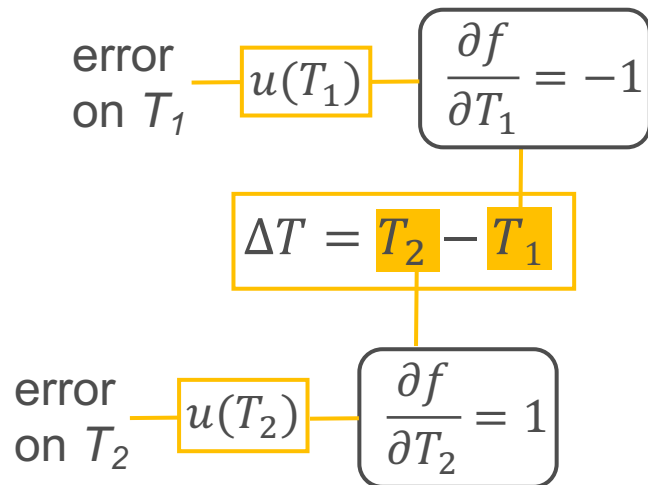 error
on T₁
u(T₁)
∂f/∂T₁ = −1
ΔT = T₂ − T₁
error
on T₂
u(T₂)
∂f/∂T₂ = 1